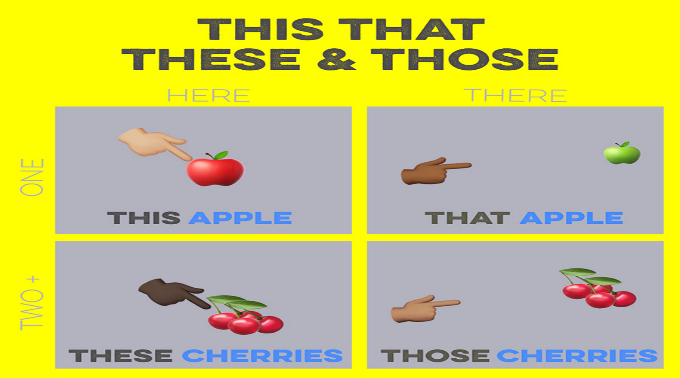 THIS THAT
THESE & THOSE
HERE THERE
ONE
THIS APPLE THAT APPLE
TWO +
THESE CHERRIES THOSE CHERRIES